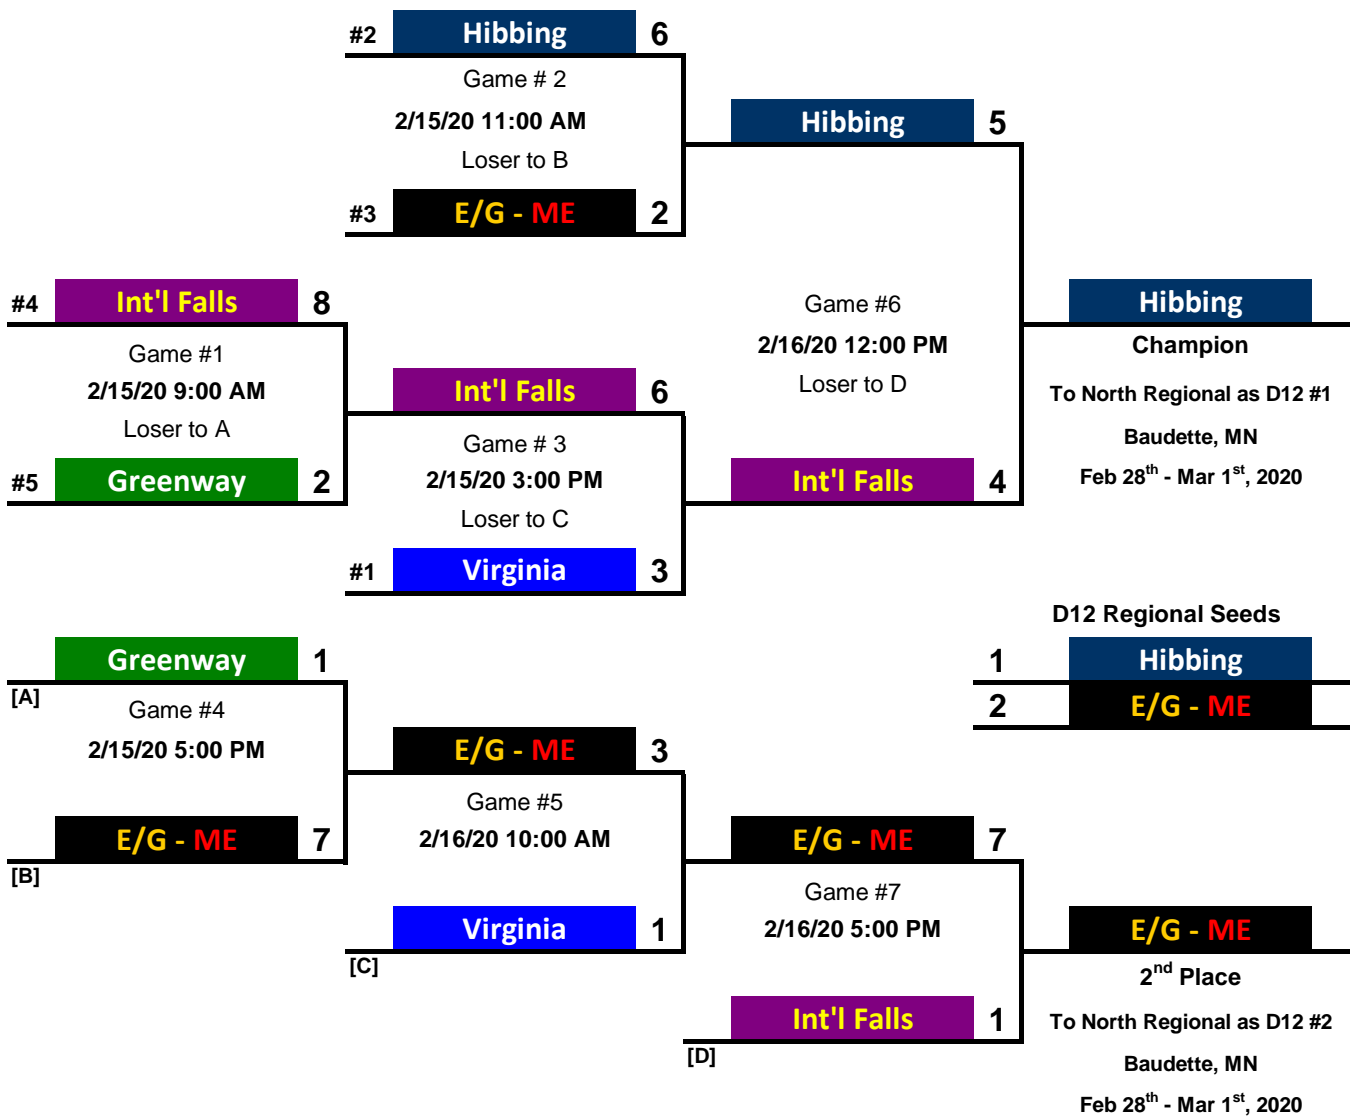 #2 Hibbing 6
Game # 2
2/15/20 11:00 AM
Loser to B
#3 E/G - ME 2
Hibbing 5
#4 Int'l Falls 8
Game #1
2/15/20 9:00 AM
Loser to A
#5 Greenway 2
Int'l Falls 6
Game # 3
2/15/20 3:00 PM
Loser to C
#1 Virginia 3
Game #6
2/16/20 12:00 PM
Loser to D
Int'l Falls 4
Hibbing
Champion
To North Regional as D12 #1
Baudette, MN
Feb 28th - Mar 1st, 2020
D12 Regional Seeds
1 Hibbing
2 E/G - ME
Greenway 1
[A]
Game #4
2/15/20 5:00 PM
E/G - ME 7
[B]
E/G - ME 3
Game #5
2/16/20 10:00 AM
Virginia 1
[C]
E/G - ME 7
Game #7
2/16/20 5:00 PM
Int'l Falls 1
[D]
E/G - ME
2nd Place
To North Regional as D12 #2
Baudette, MN
Feb 28th - Mar 1st, 2020